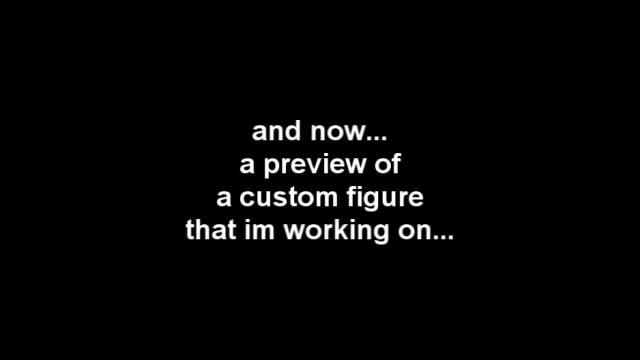 and now...
a preview of
a custom figure
that im working on...